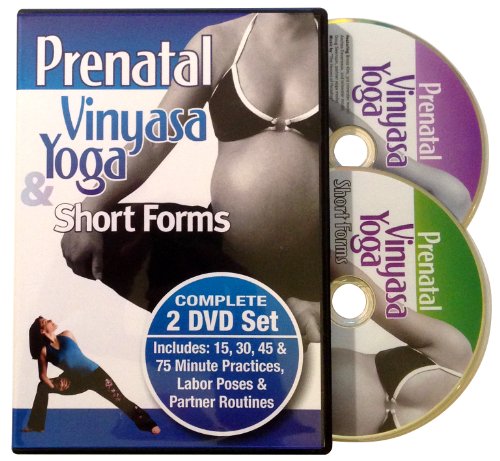 Prenatal
Vinyasa
Yoga
& Short Forms
COMPLETE
2 DVD Set
Includes: 15, 30, 45 &
75 Minute Practices,
Labor Poses &
Partner Routines
Prenatal
Vinyasa
Yoga
Prenatal
Vinyasa
Yoga
Short Forms